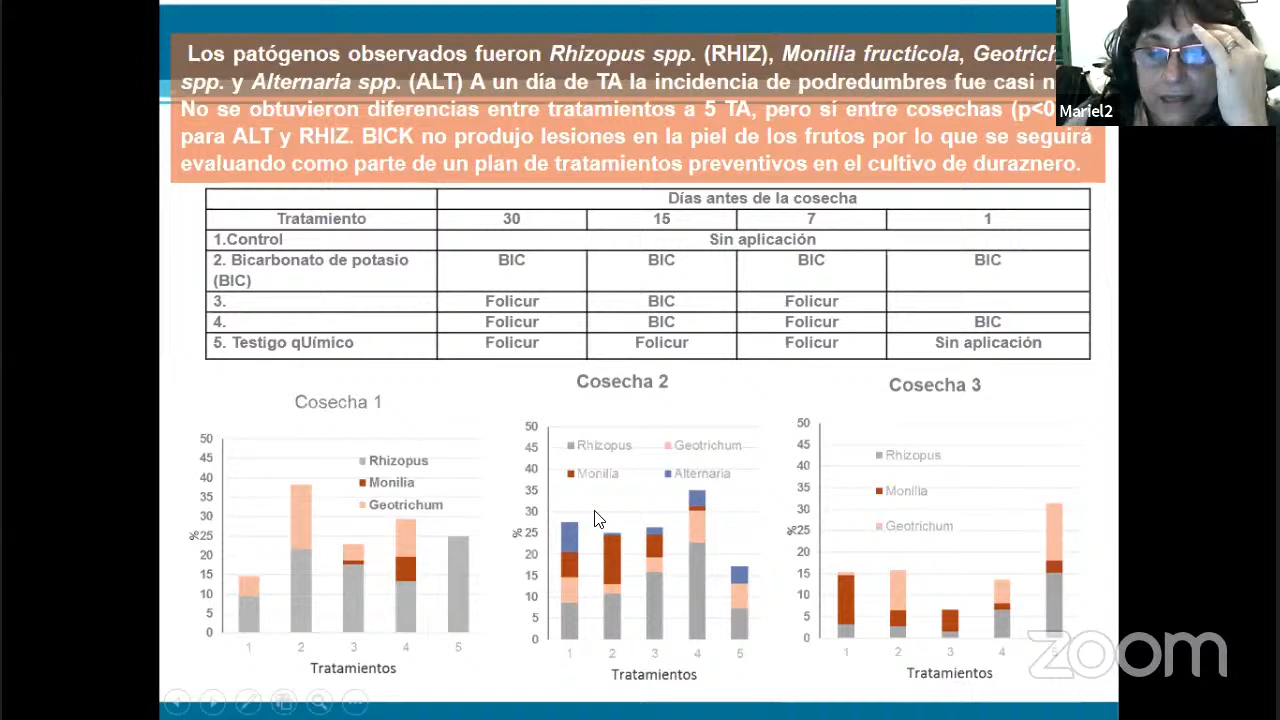 Los patógenos observados fueron Rhizopus spp. (RHIZ), Monilia fructicola,
spp. y Alternaria spp. (ALT) A un día de TA la incidencia de podredumbres fue casi
No se obtuvieron diferencias entre tratamientos a 5 TA, pero sí entre cosechas (p<0
para ALT y RHIZ. BICK no produjo lesiones en la piel de los frutos por lo que se seguirá
evaluando como parte de un plan de tratamientos preventivos en el cultivo de duraznero.
Mariel2
Días antes de la cosecha
Tratamiento 30 15 7 1
1.Control Sin aplicación
2. Bicarbonato de potasio BIC BIC BIC BIC
(BIC)
3. Folicur BIC Folicur
4. Folicur BIC Folicur BIC
5. Testigo qUímico Folicur Folicur Folicur Sin aplicación
Cosecha 1
50
45
40
35
30
25
20
15
10
5
0
%
Rhizopus
Monilia
Geotrichum
1 2 3 4 5
Tratamientos
Cosecha 2
50
45
40
35
30
25
20
15
10
5
0
%
Rhizopus Geotrichum
Monilia Alternaria
1 2 3 4 5
Tratamientos
Cosecha 3
50
45
40
35
30
25
20
15
10
5
0
%
Rhizopus
Monilia
Geotrichum
1 2 3 4 5
Tratamientos
zoom